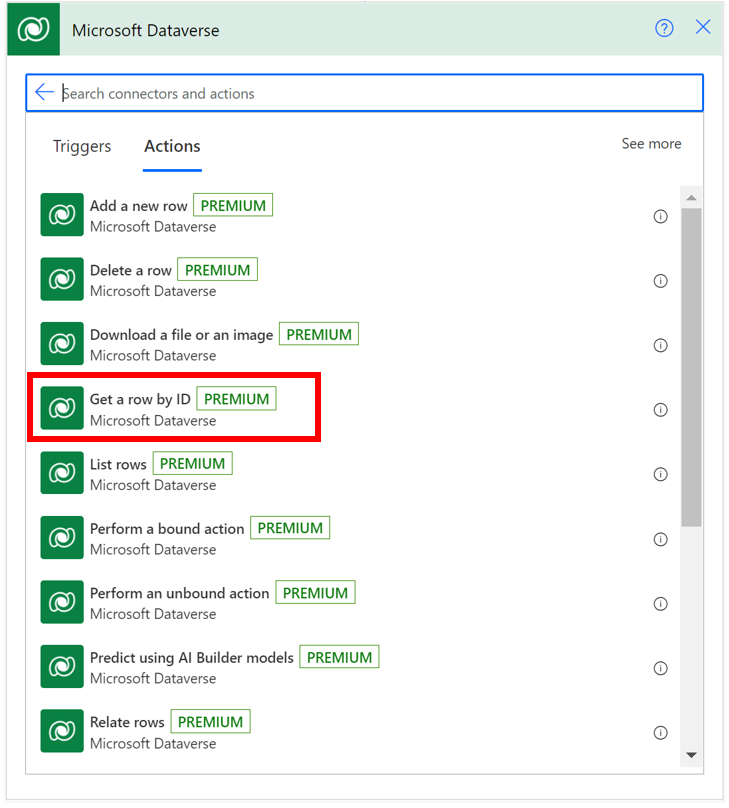 Microsoft Dataverse
Search connectors and actions
Triggers Actions See more
Add a new row PREMIUM
Microsoft Dataverse
Delete a row PREMIUM
Microsoft Dataverse
Download a file or an image PREMIUM
Microsoft Dataverse
Get a row by ID PREMIUM
Microsoft Dataverse
List rows PREMIUM
Microsoft Dataverse
Perform a bound action PREMIUM
Microsoft Dataverse
Perform an unbound action PREMIUM
Microsoft Dataverse
Predict using AI Builder models PREMIUM
Microsoft Dataverse
Relate rows PREMIUM
Microsoft Dataverse